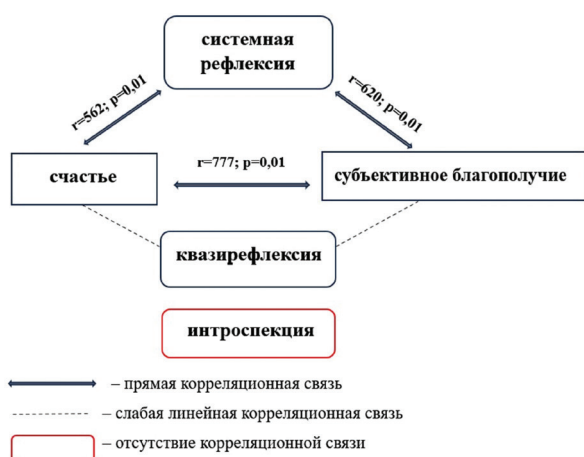 системная
рефлексия
r=562; p=0,01
r=620; p=0,01
r=777; p=0,01
счастье
субъективное благополучие
квазирефлексия
интроспекция
– прямая корреляционная связь
– слабая линейная корреляционная связь
– отсутствие корреляционной связи